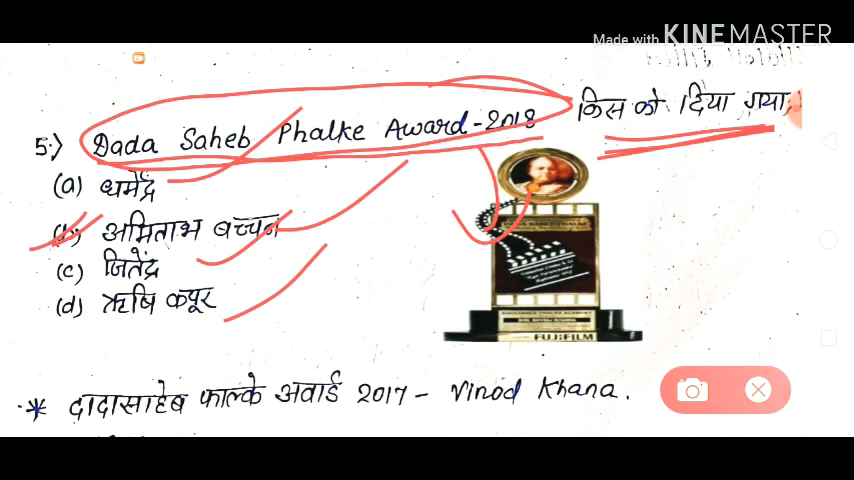 Made with KINEMASTER
5.) Dada Saheb Phalke Award-2018 किस को दिया गया,
(a) धर्मेंद्र
(b) अमिताभ बच्चन
(c) जितेंद्र
(d) ऋषि कपूर
FUJIFILM
* दादासाहेब फाल्के अवार्ड 2017 - Vinod Khana.